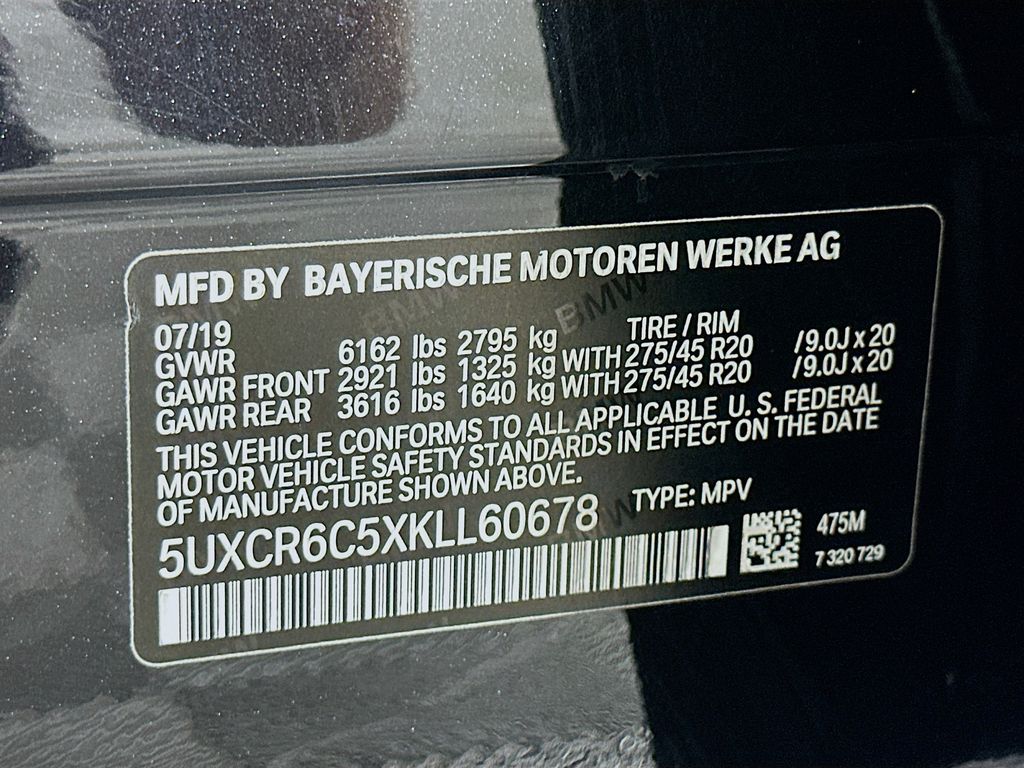 MFD BY BAYERISCHE MOTOREN WERKE AG
07/19 TIRE / RIM
GVWR 6162 lbs 2795 kg
GAWR FRONT 2921 lbs 1325 kg WITH 275/45 R20 /9.0J x 20
GAWR REAR 3616 lbs 1640 kg WITH 275/45 R20 /9.0J x 20
THIS VEHICLE CONFORMS TO ALL APPLICABLE U. S. FEDERAL
MOTOR VEHICLE SAFETY STANDARDS IN EFFECT ON THE DATE
OF MANUFACTURE SHOWN ABOVE.
5UXCR6C5XKLL60678 TYPE: MPV
475M
7 320 729
BMW